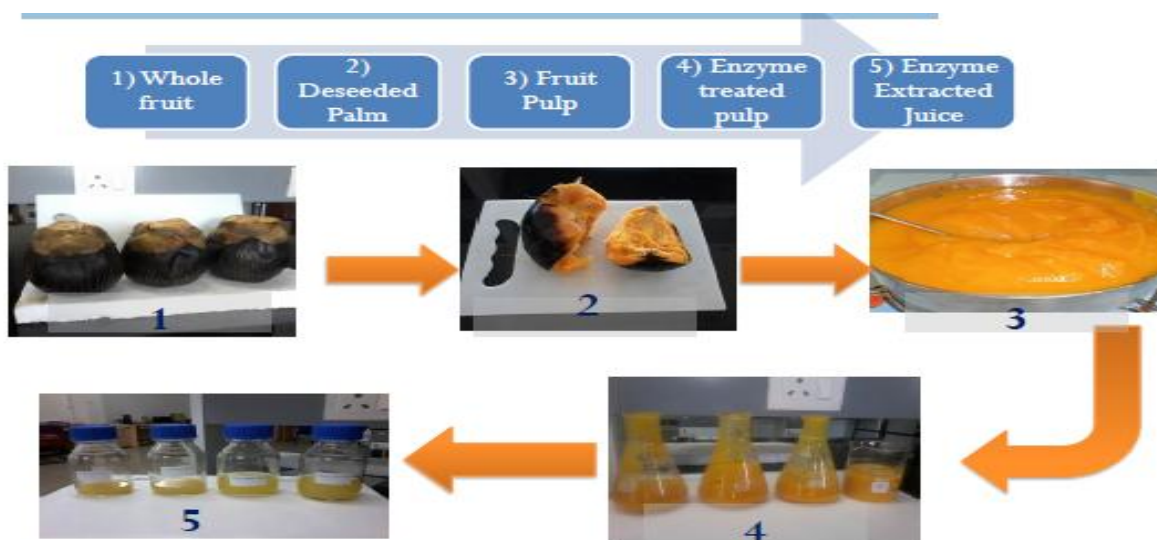 1) Whole
fruit
2)
Deseeded
Palm
3) Fruit
Pulp
4) Enzyme
treated
pulp
5) Enzyme
Extracted
Juice
1
2
3
5
4